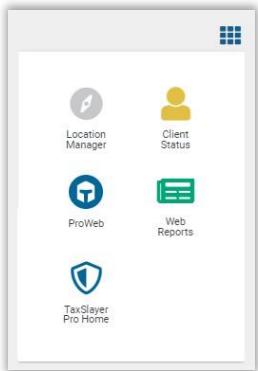 Location
Manager
Client
Status
ProWeb
Web
Reports
TaxSlayer
Pro Home